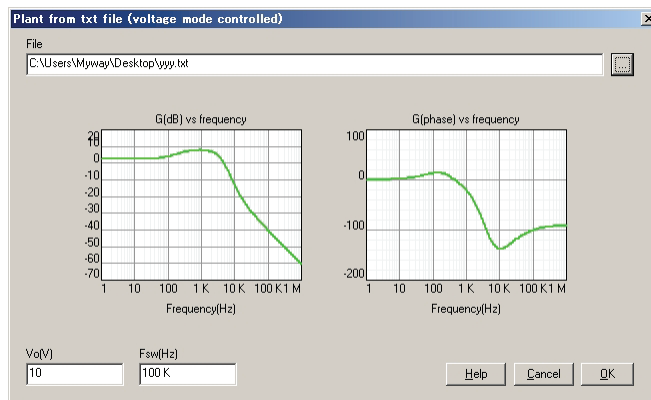 Plant from txt file (voltage mode controlled)
File
C:\Users\Myway\Desktop\yyy.txt
...
G(dB) vs frequency
20
10
0
-10
-20
-30
-40
-50
-60
-70
1 10 100 1 K 10 K 100 K 1 M
Frequency(Hz)
G(phase) vs frequency
100
0
-100
-200
1 10 100 1 K 10 K 100 K 1 M
Frequency(Hz)
Vo(V)
10
Fsw(Hz)
100 K
Help
Cancel
OK